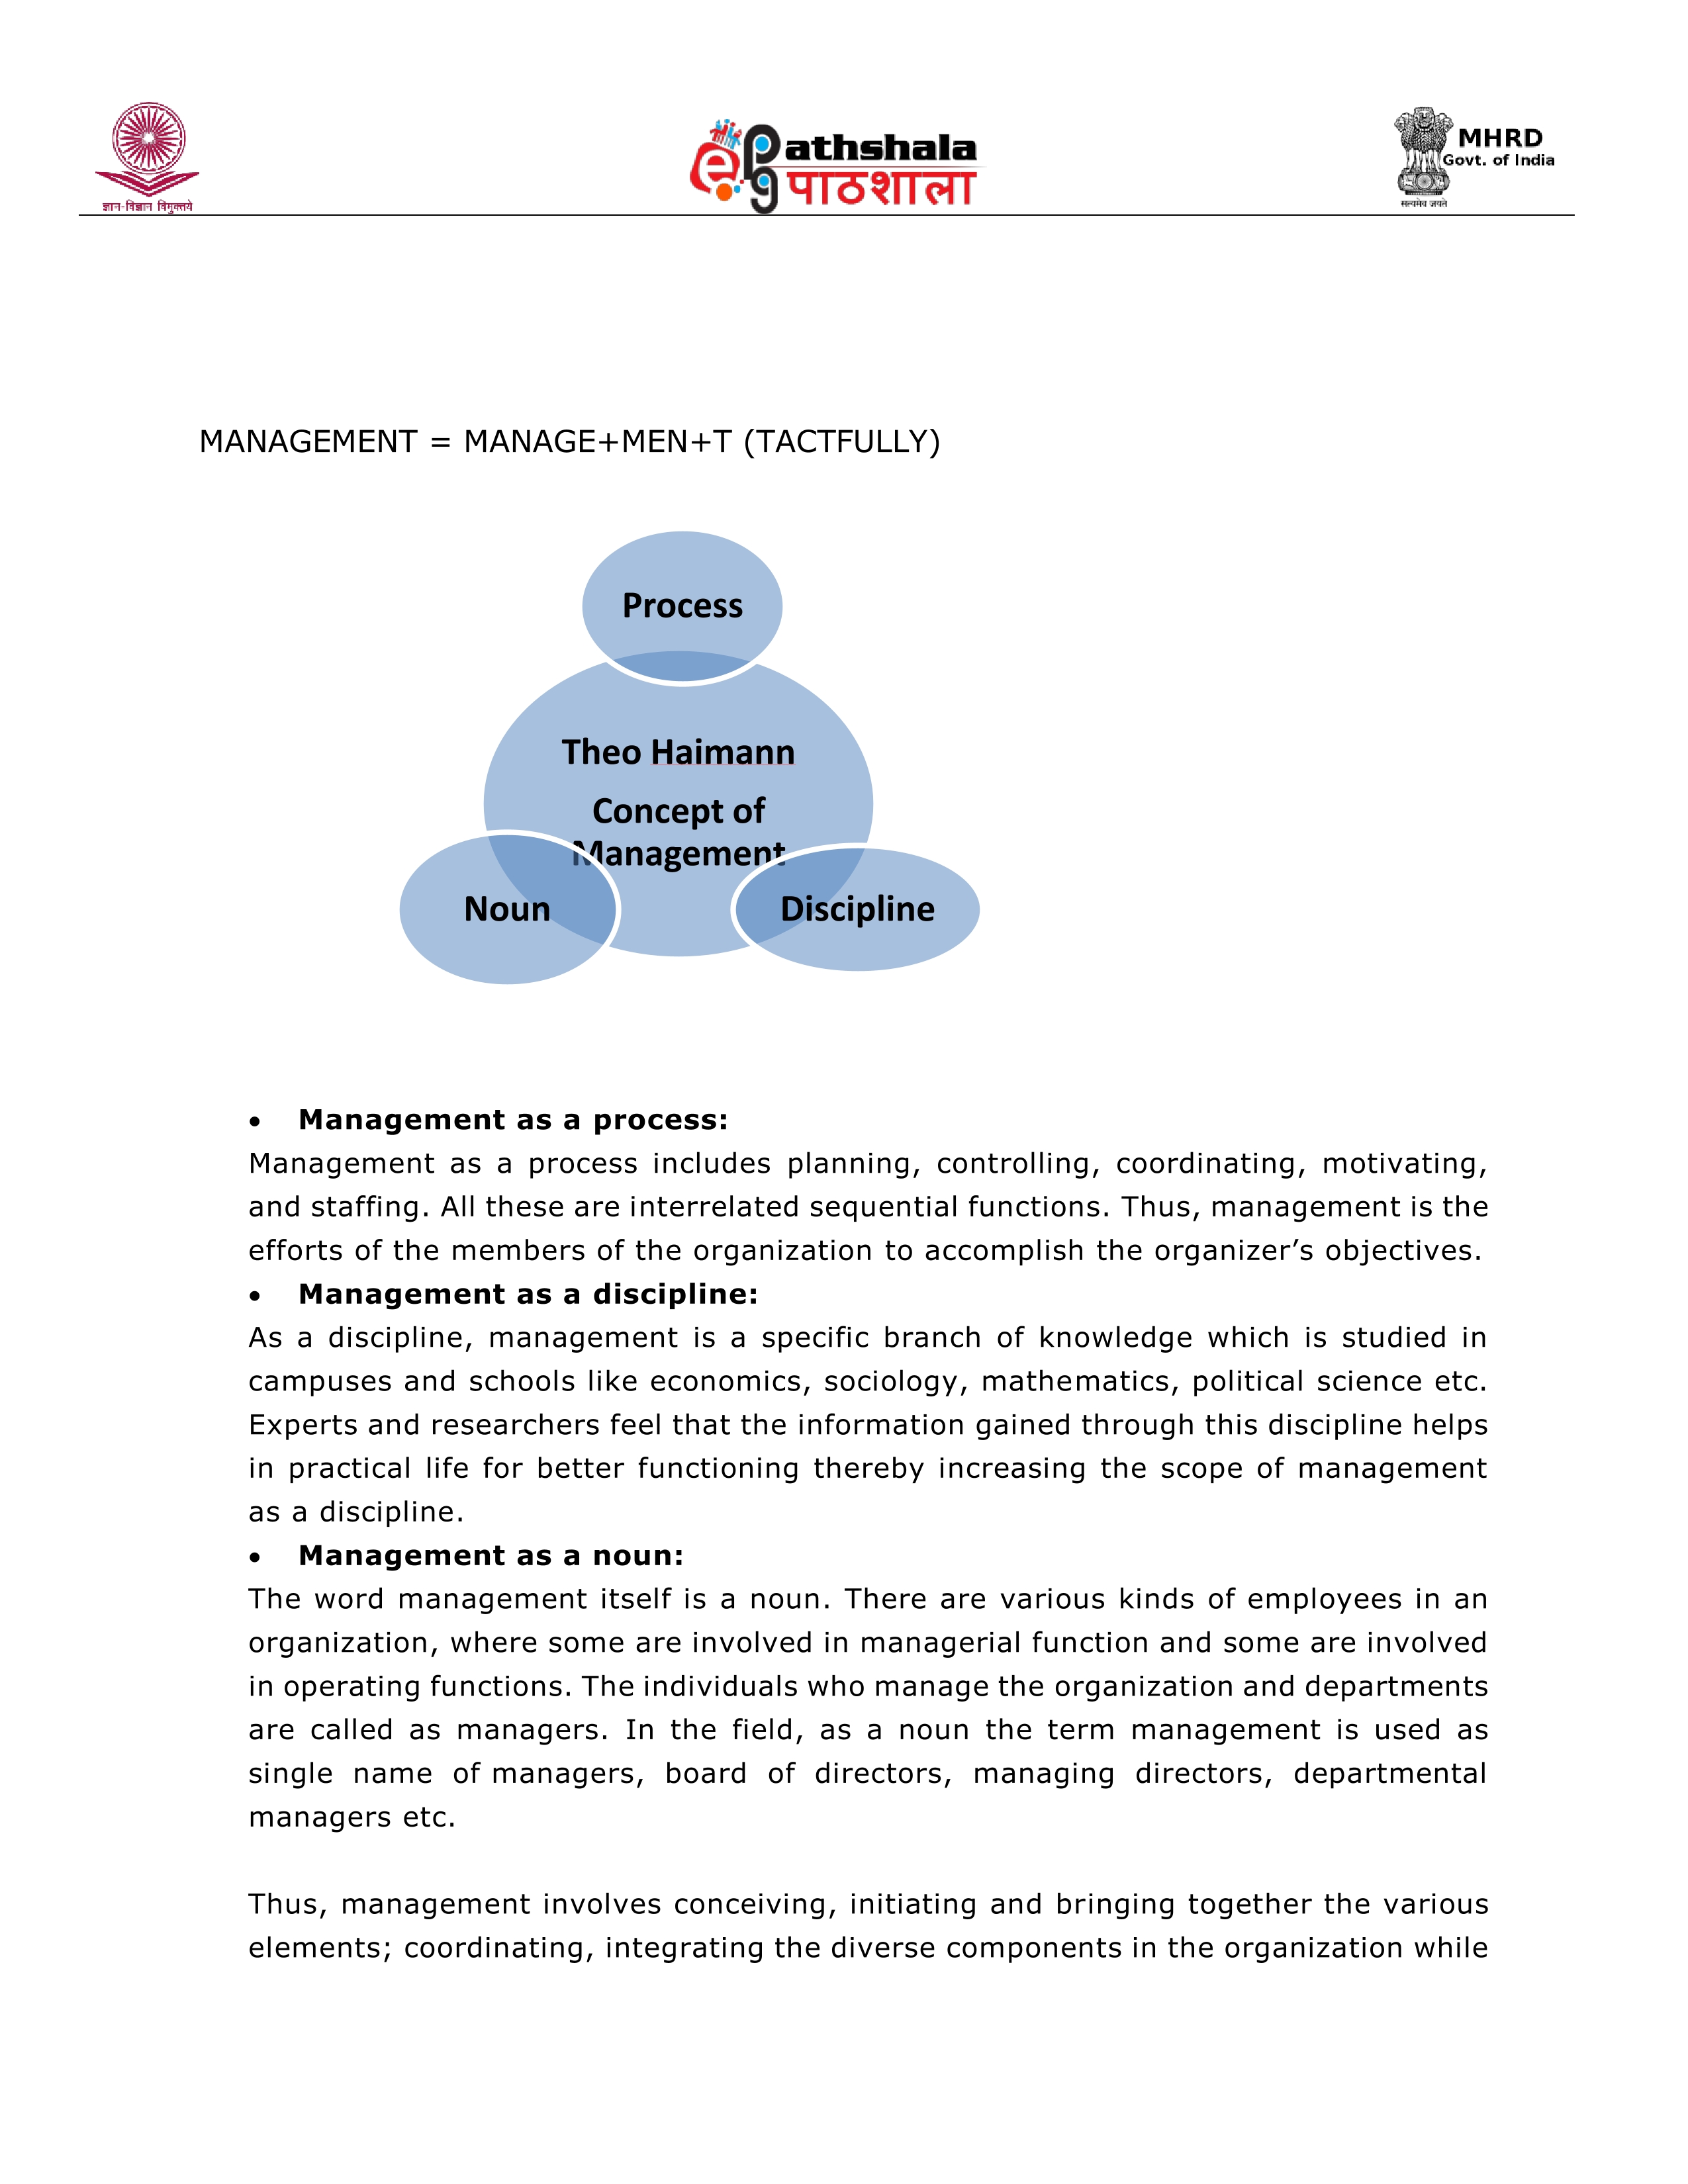 ज्ञान-विज्ञान विमुक्तये
e
pg
athshala
पाठशाला
MHRD
Govt. of India
सत्यमेव जयते
MANAGEMENT = MANAGE+MEN+T (TACTFULLY)
Process
Theo Haimann
Concept of
Management
Noun
Discipline
• Management as a process:
Management as a process includes planning, controlling, coordinating, motivating,
and staffing. All these are interrelated sequential functions. Thus, management is the
efforts of the members of the organization to accomplish the organizer’s objectives.
• Management as a discipline:
As a discipline, management is a specific branch of knowledge which is studied in
campuses and schools like economics, sociology, mathematics, political science etc.
Experts and researchers feel that the information gained through this discipline helps
in practical life for better functioning thereby increasing the scope of management
as a discipline.
• Management as a noun:
The word management itself is a noun. There are various kinds of employees in an
organization, where some are involved in managerial function and some are involved
in operating functions. The individuals who manage the organization and departments
are called as managers. In the field, as a noun the term management is used as
single name of managers, board of directors, managing directors, departmental
managers etc.
Thus, management involves conceiving, initiating and bringing together the various
elements; coordinating, integrating the diverse components in the organization while